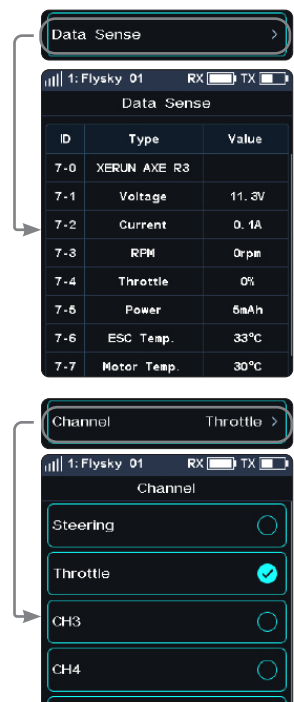 Data Sense >
1: Flysky 01 RX TX
Data Sense
ID Type Value
7-0 XERUN AXE R3
7-1 Voltage 11.3V
7-2 Current 0.1A
7-3 RPM 0rpm
7-4 Throttle 0%
7-5 Power 5mAh
7-6 ESC Temp. 33°C
7-7 Motor Temp. 30°C
Channel Throttle >
1: Flysky 01 RX TX
Channel
Steering
Throttle
CH3
CH4